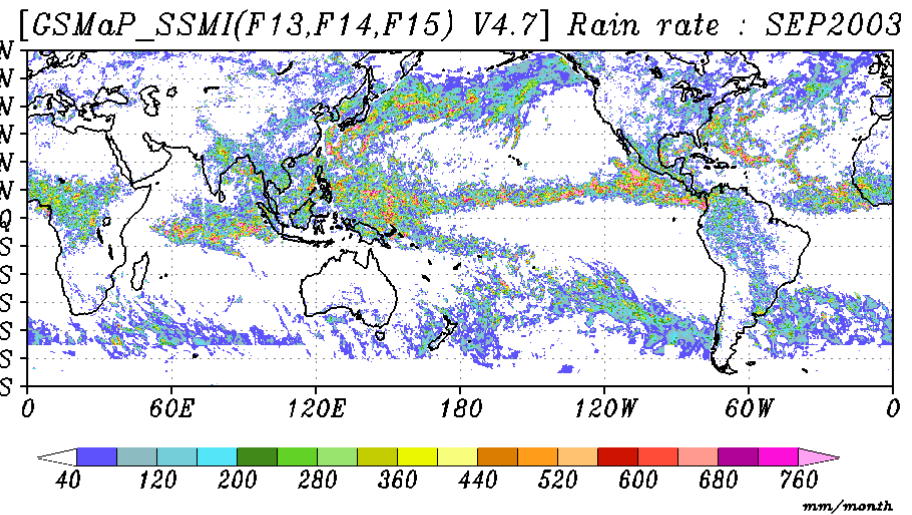 [GSMaP_SSMI(F13,F14,F15) V4.7] Rain rate : SEP2003
N
N
N
N
N
N
Q
S
S
S
S
S
S
0 60E 120E 180 120W 60W 0
40 120 200 280 360 440 520 600 680 760
mm/month